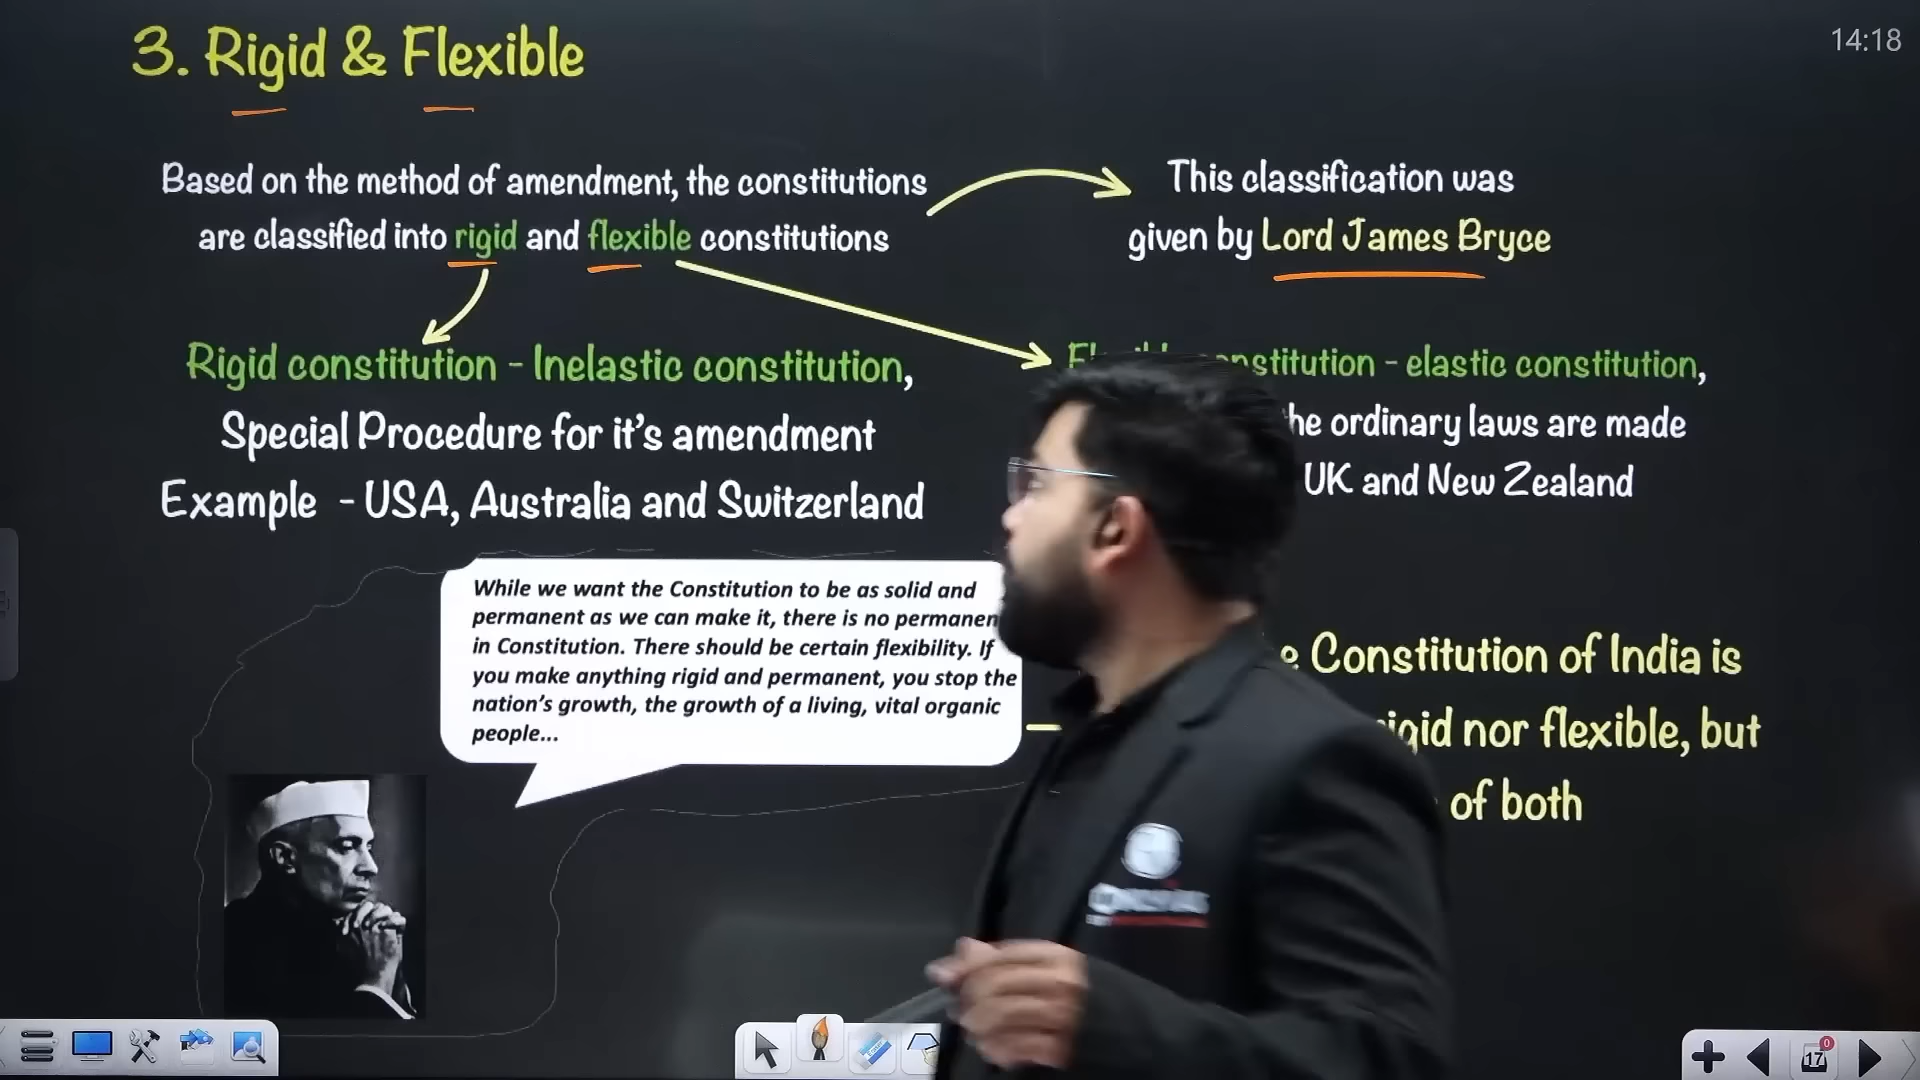 3. Rigid & Flexible
14:18
Based on the method of amendment, the constitutions
are classified into rigid and flexible constitutions
This classification was
given by Lord James Bryce
Rigid constitution - Inelastic constitution,
Special Procedure for it's amendment
Example - USA, Australia and Switzerland
constitution - elastic constitution,
the ordinary laws are made
UK and New Zealand
While we want the Constitution to be as solid and
permanent as we can make it, there is no permanen
in Constitution. There should be certain flexibility. If
you make anything rigid and permanent, you stop the
nation's growth, the growth of a living, vital organic
people...
e Constitution of India is
rigid nor flexible, but
of both
17
0